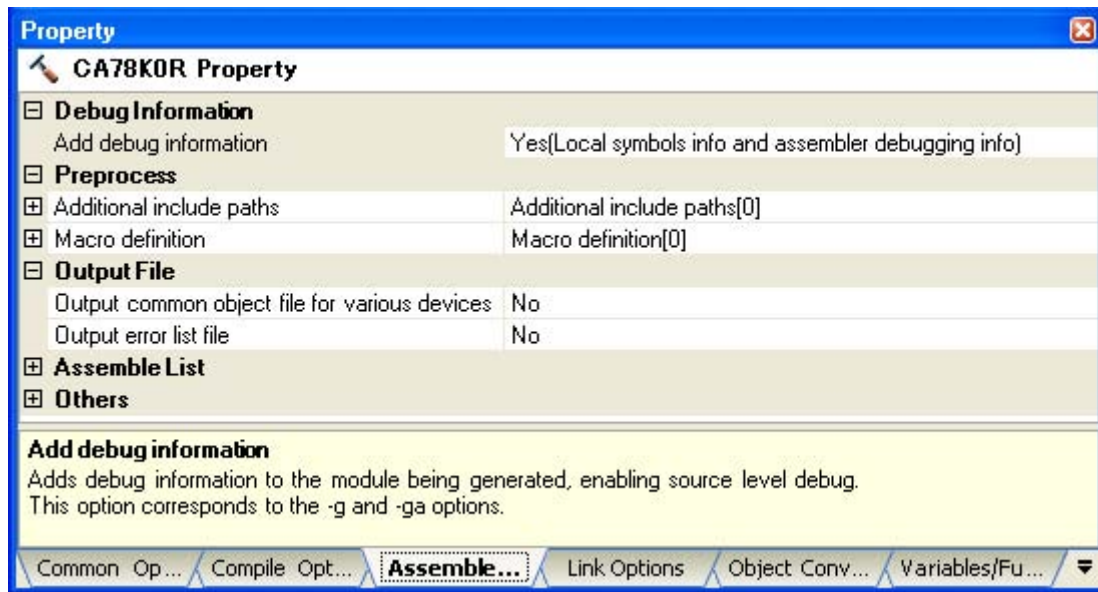 Property
CA78K0R Property
Debug Information
Add debug information Yes(Local symbols info and assembler debugging info)
Preprocess
Additional include paths Additional include paths[0]
Macro definition Macro definition[0]
Output File
Output common object file for various devices No
Output error list file No
Assemble List
Others
Add debug information
Adds debug information to the module being generated, enabling source level debug.
This option corresponds to the -g and -ga options.
Common Op... Compile Opt... Assemble... Link Options Object Conv... Variables/Fu...